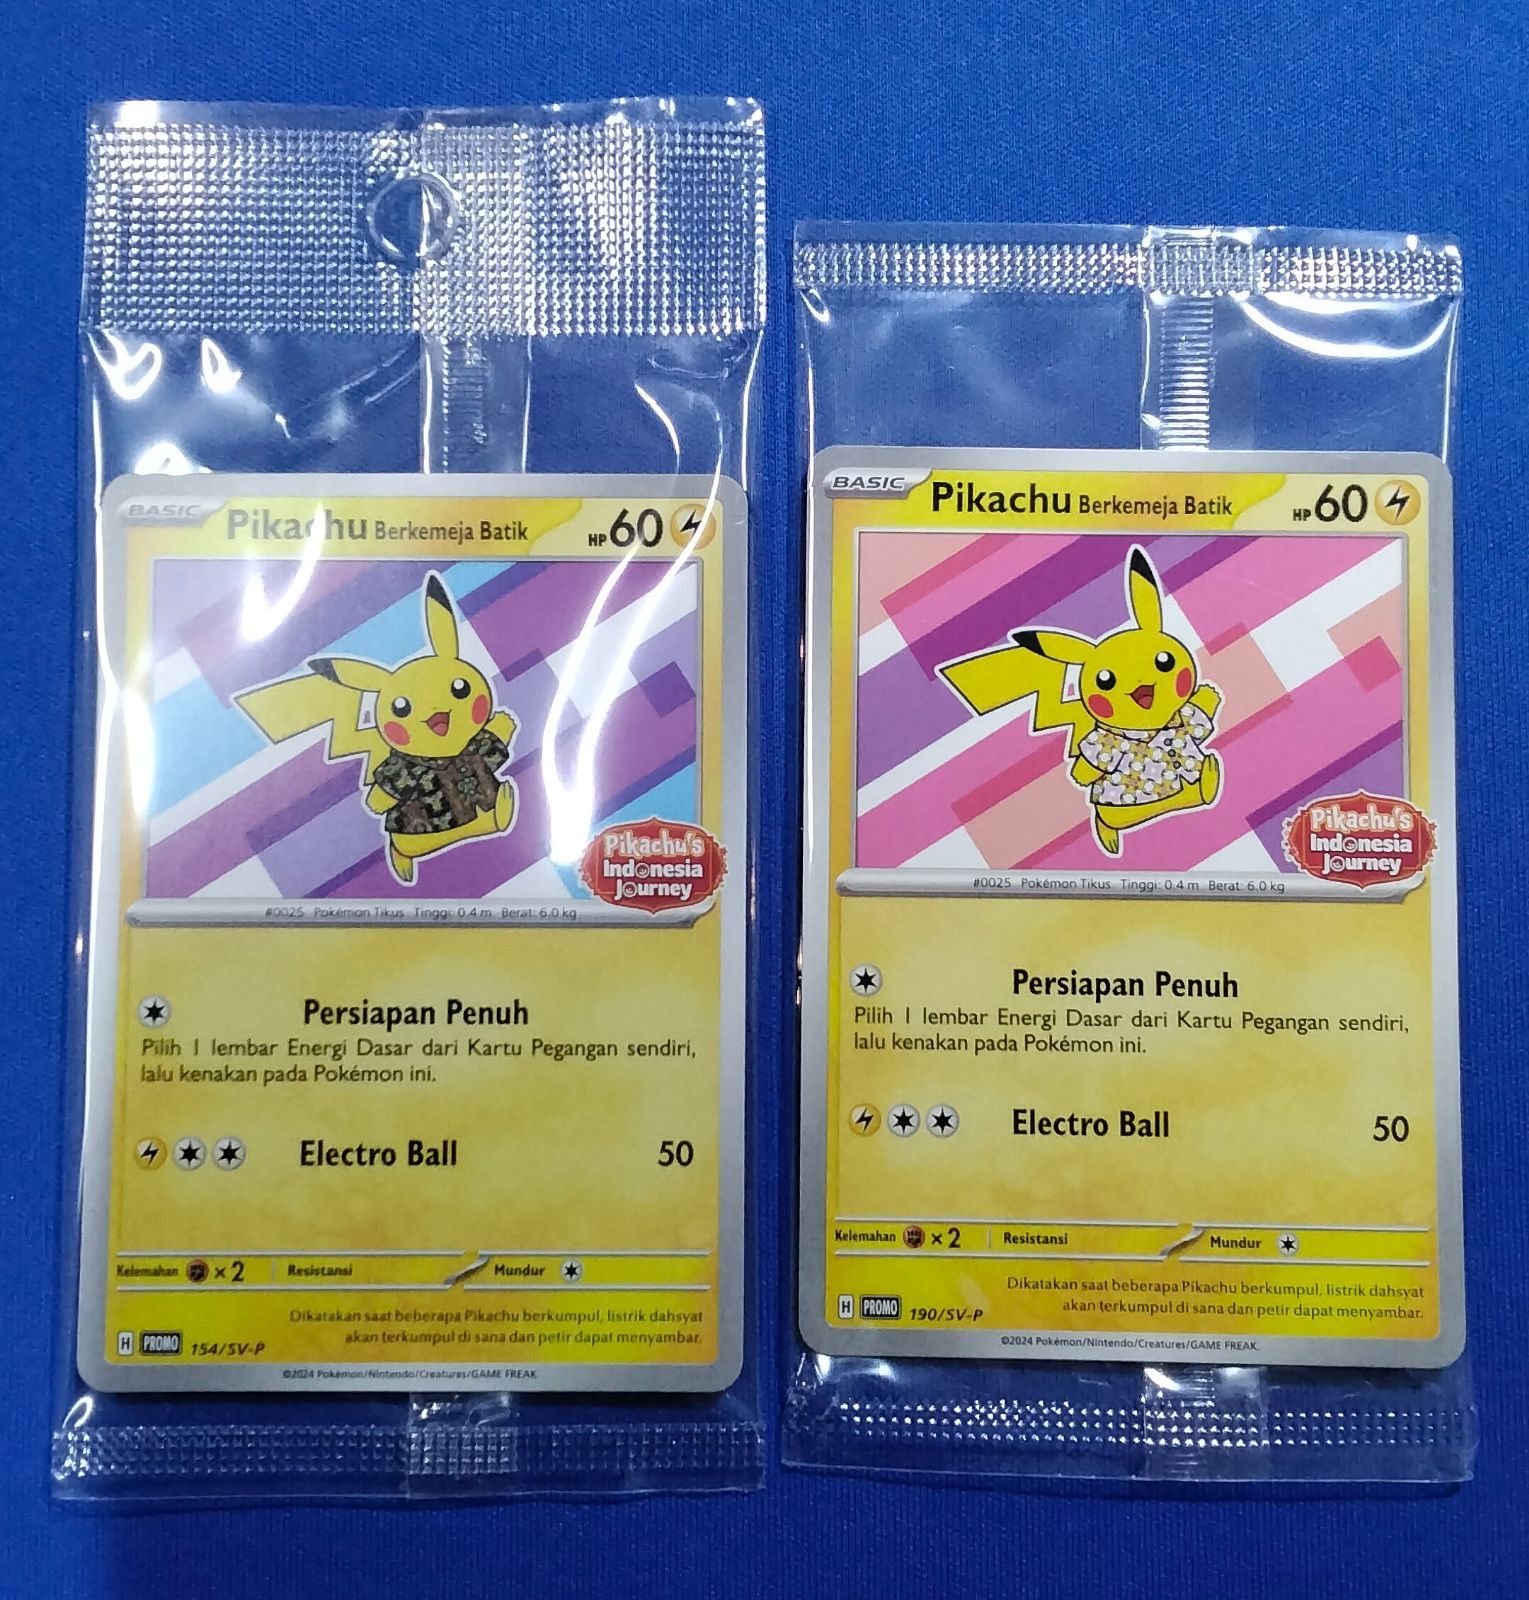 BASIC Pikachu Berkemeja Batik HP 60
Pikachu's
Indonesia
Journey
#0025 Pokémon Tikus Tinggi: 0.4 m Berat: 6.0 kg
Persiapan Penuh
Pilih 1 lembar Energi Dasar dari Kartu Pegangan sendiri,
lalu kenakan pada Pokémon ini.
Electro Ball 50
Kelemahan ×2 Resistansi Mundur
Dikatakan saat beberapa Pikachu berkumpul, listrik dahsyat
akan terkumpul di sana dan petir dapat menyambar.
H PROMO 154/SV-P
©2024 Pokémon/Nintendo/Creatures/GAME FREAK
BASIC Pikachu Berkemeja Batik HP 60
Pikachu's
Indonesia
Journey
#0025 Pokémon Tikus Tinggi: 0.4 m Berat: 6.0 kg
Persiapan Penuh
Pilih 1 lembar Energi Dasar dari Kartu Pegangan sendiri,
lalu kenakan pada Pokémon ini.
Electro Ball 50
Kelemahan ×2 Resistansi Mundur
Dikatakan saat beberapa Pikachu berkumpul, listrik dahsyat
akan terkumpul di sana dan petir dapat menyambar.
H PROMO 190/SV-P
©2024 Pokémon/Nintendo/Creatures/GAME FREAK.